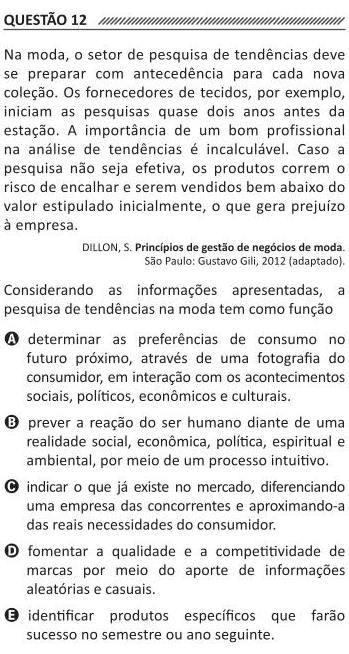 QUESTÃO 12
Na moda, o setor de pesquisa de tendências deve
se preparar com antecedência para cada nova
coleção. Os fornecedores de tecidos, por exemplo,
iniciam as pesquisas quase dois anos antes da
estação. A importância de um bom profissional
na análise de tendências é incalculável. Caso a
pesquisa não seja efetiva, os produtos correm o
risco de encalhar e serem vendidos bem abaixo do
valor estipulado inicialmente, o que gera prejuízo
à empresa.
DILLON, S. Princípios de gestão de negócios de moda.
São Paulo: Gustavo Gili, 2012 (adaptado).
Considerando as informações apresentadas, a
pesquisa de tendências na moda tem como função
A determinar as preferências de consumo no
futuro próximo, através de uma fotografia do
consumidor, em interação com os acontecimentos
sociais, políticos, econômicos e culturais.
B prever a reação do ser humano diante de uma
realidade social, econômica, política, espiritual e
ambiental, por meio de um processo intuitivo.
C indicar o que já existe no mercado, diferenciando
uma empresa das concorrentes e aproximando-a
das reais necessidades do consumidor.
D fomentar a qualidade e a competitividade de
marcas por meio do aporte de informações
aleatórias e casuais.
E identificar produtos específicos que farão
sucesso no semestre ou ano seguinte.